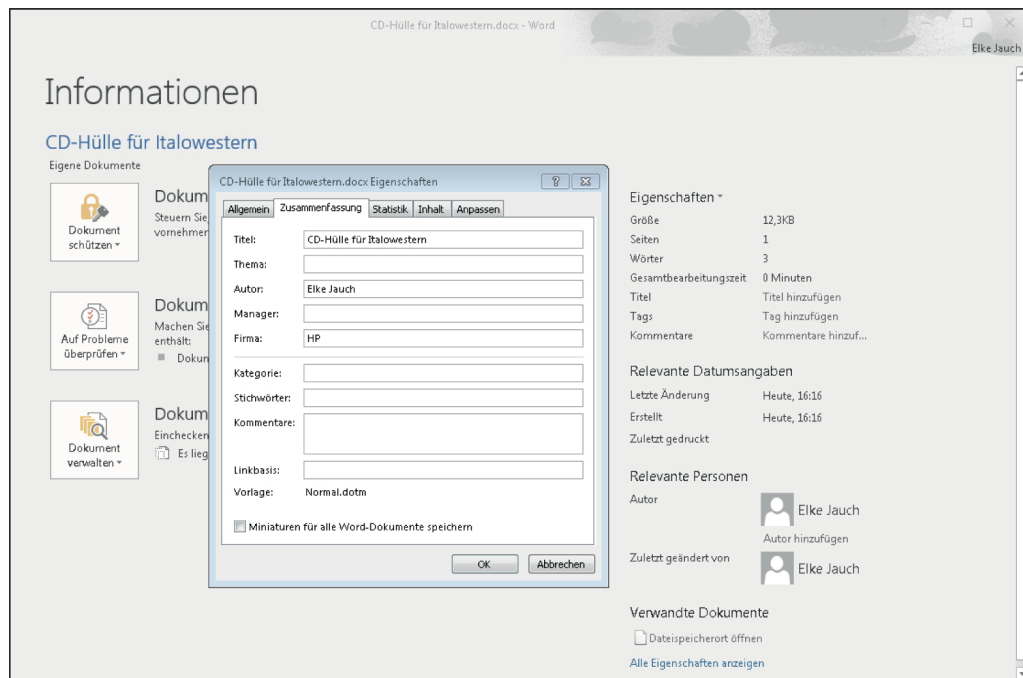 CD-Hülle für Italowestern.docx - Word
Elke Jauch
Informationen
CD-Hülle für Italowestern
Eigene Dokumente
Dokument
schützen
Dokum
Steuern Sie
vornehmen
Auf Probleme
überprüfen
Dokum
Machen Sie
enthält:
Dokun
Dokument
verwalten
Dokum
Einchecken
Es lieg
CD-Hülle für Italowestern.docx Eigenschaften
Allgemein Zusammenfassung Statistik Inhalt Anpassen
Titel: CD-Hülle für Italowestern
Thema:
Autor: Elke Jauch
Manager:
Firma: HP
Kategorie:
Stichwörter:
Kommentare:
Linkbasis:
Vorlage: Normal.dotm
Miniaturen für alle Word-Dokumente speichern
OK Abbrechen
Eigenschaften
Größe 12,3KB
Seiten 1
Wörter 3
Gesamtbearbeitungszeit 0 Minuten
Titel Titel hinzufügen
Tags Tag hinzufügen
Kommentare Kommentare hinzuf...
Relevante Datumsangaben
Letzte Änderung Heute, 16:16
Erstellt Heute, 16:16
Zuletzt gedruckt
Relevante Personen
Autor Elke Jauch
Autor hinzufügen
Zuletzt geändert von Elke Jauch
Verwandte Dokumente
Dateispeicherort öffnen
Alle Eigenschaften anzeigen